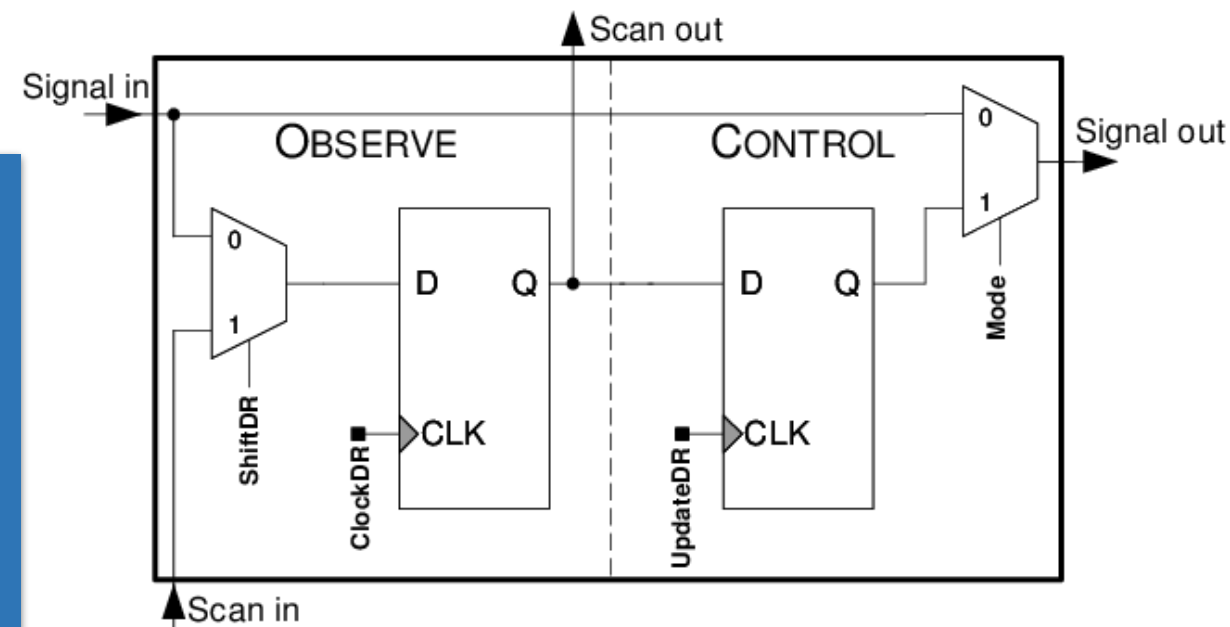 Scan out
Signal in
OBSERVE
CONTROL
0
Signal out
1
0
D
Q
D
Q
1
Mode
ShiftDR
ClockDR
CLK
UpdateDR
CLK
Scan in